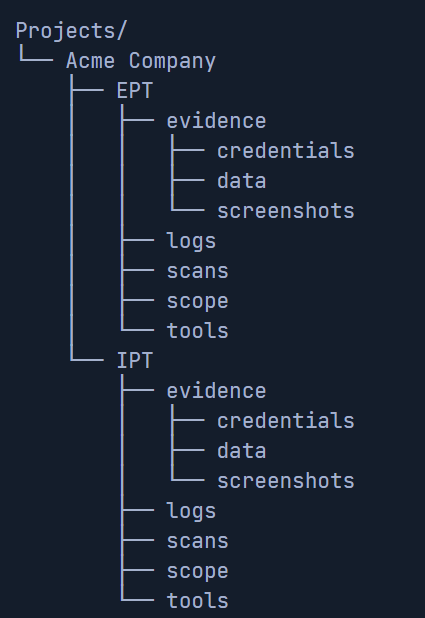 Projects/
└── Acme Company
    ├── EPT
    │   ├── evidence
    │   │   ├── credentials
    │   │   ├── data
    │   │   └── screenshots
    │   ├── logs
    │   ├── scans
    │   ├── scope
    │   └── tools
    └── IPT
        ├── evidence
        │   ├── credentials
        │   ├── data
        │   └── screenshots
        ├── logs
        ├── scans
        ├── scope
        └── tools